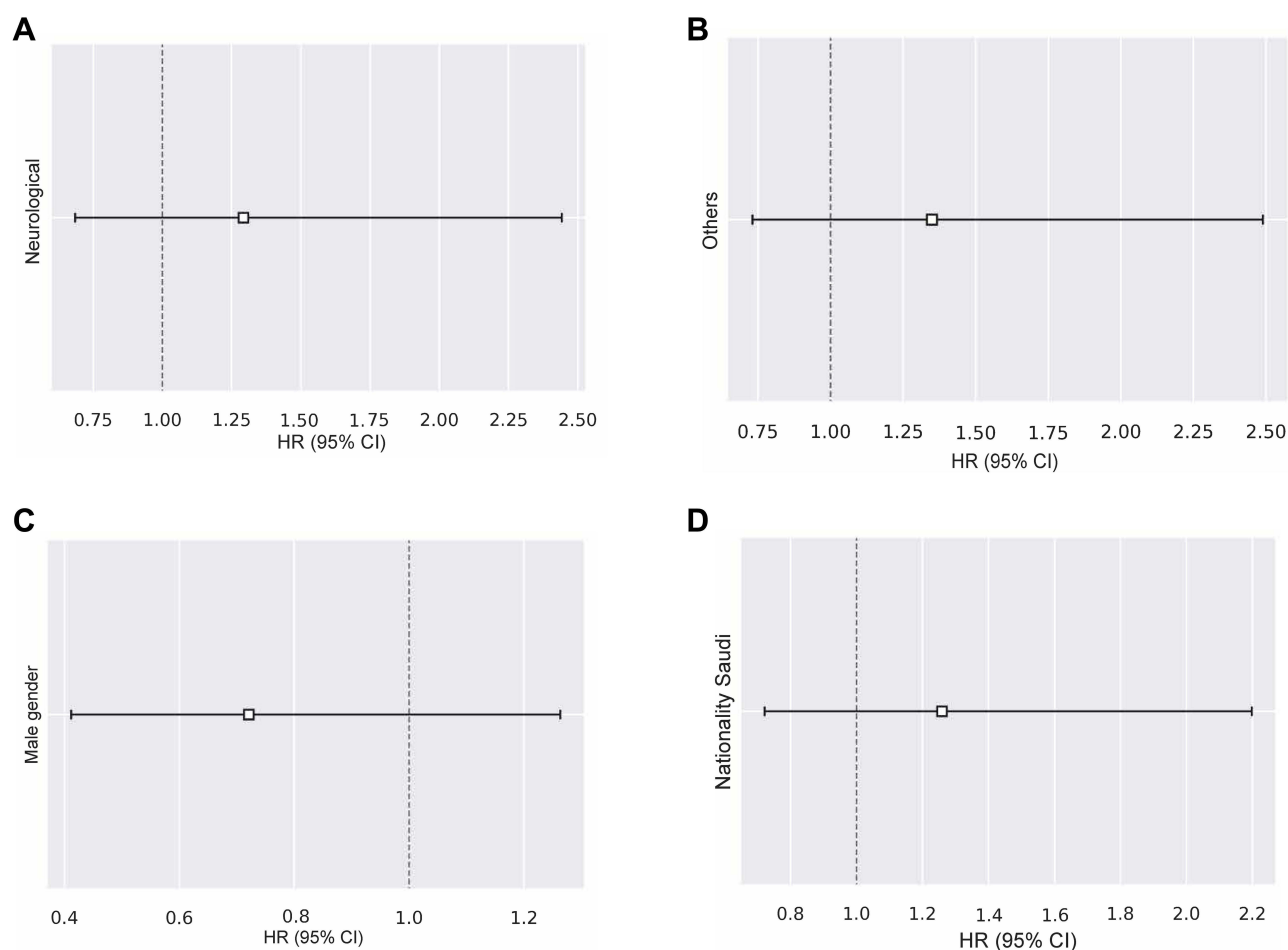 A
Neurological
0.75 1.00 1.25 1.50 1.75 2.00 2.25 2.50
HR (95% CI)
B
Others
0.75 1.00 1.25 1.50 1.75 2.00 2.25 2.50
HR (95% CI)
C
Male gender
0.4 0.6 0.8 1.0 1.2
HR (95% CI)
D
Nationality Saudi
0.8 1.0 1.2 1.4 1.6 1.8 2.0 2.2
HR (95% CI)